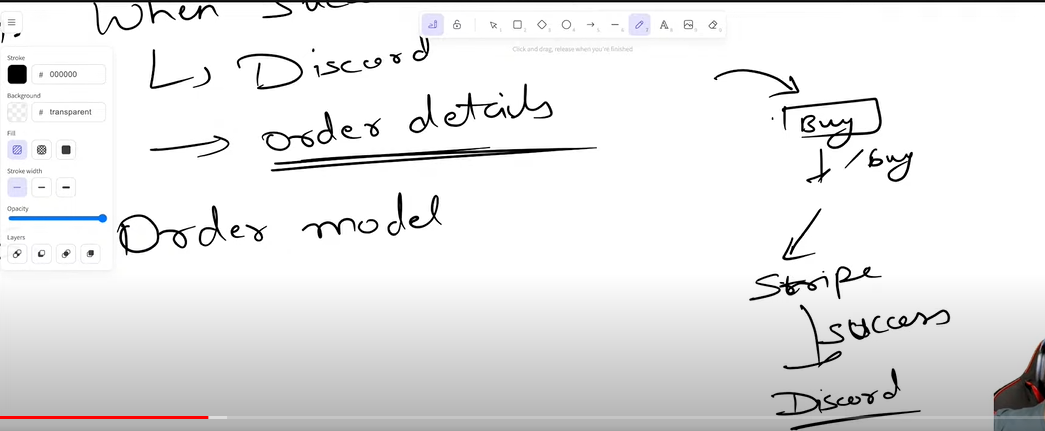 When
Click and drag, release when you're finished
Stroke
# 000000
Background
# transparent
Fill
Stroke width
Opacity
Layers
↳ Discord
→ order details
Order model
Buy
/buy
Stripe
success
Discord